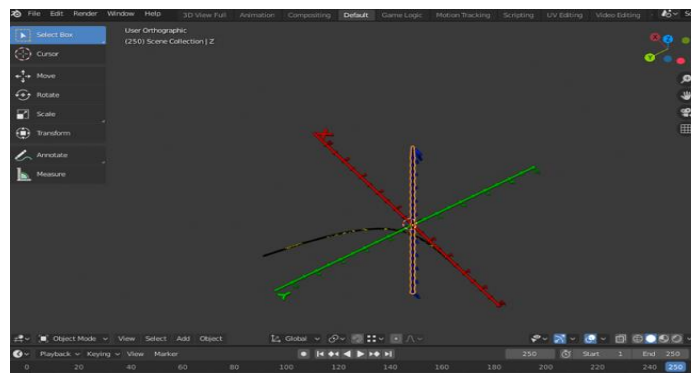 File Edit Render Window Help 3D View Full Animation Compositing Default Game Logic Motion Tracking Scripting UV Editing Video Editing
Select Box
User Orthographic
(250) Scene Collection | Z
Cursor
Move
Rotate
Scale
Transform
Annotate
Measure
X
Y
Object Mode View Select Add Object Global
Playback Keying View Marker 250 Start 1 End 250
0 20 40 60 80 100 120 140 160 180 200 220 240 250